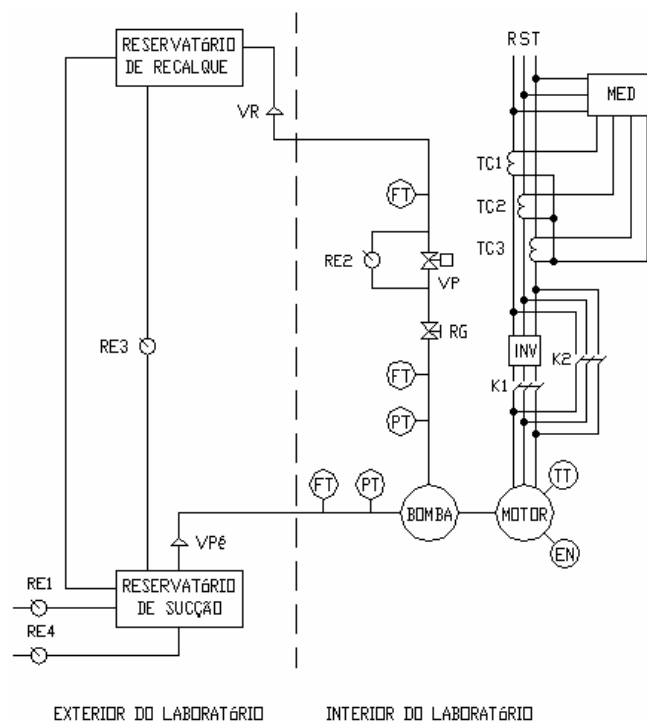 RESERVATóRIO
DE RECALQUE
R S T
MED
VR
TC1
FT
TC2
RE2
TC3
VP
RE3
RG
INV
K2
FT
K1
PT
FT
PT
TT
BOMBA
MOTOR
VPé
EN
RE1
RESERVATóRIO
DE SUCÇÃO
RE4
EXTERIOR DO LABORATóRIO
INTERIOR DO LABORATóRIO